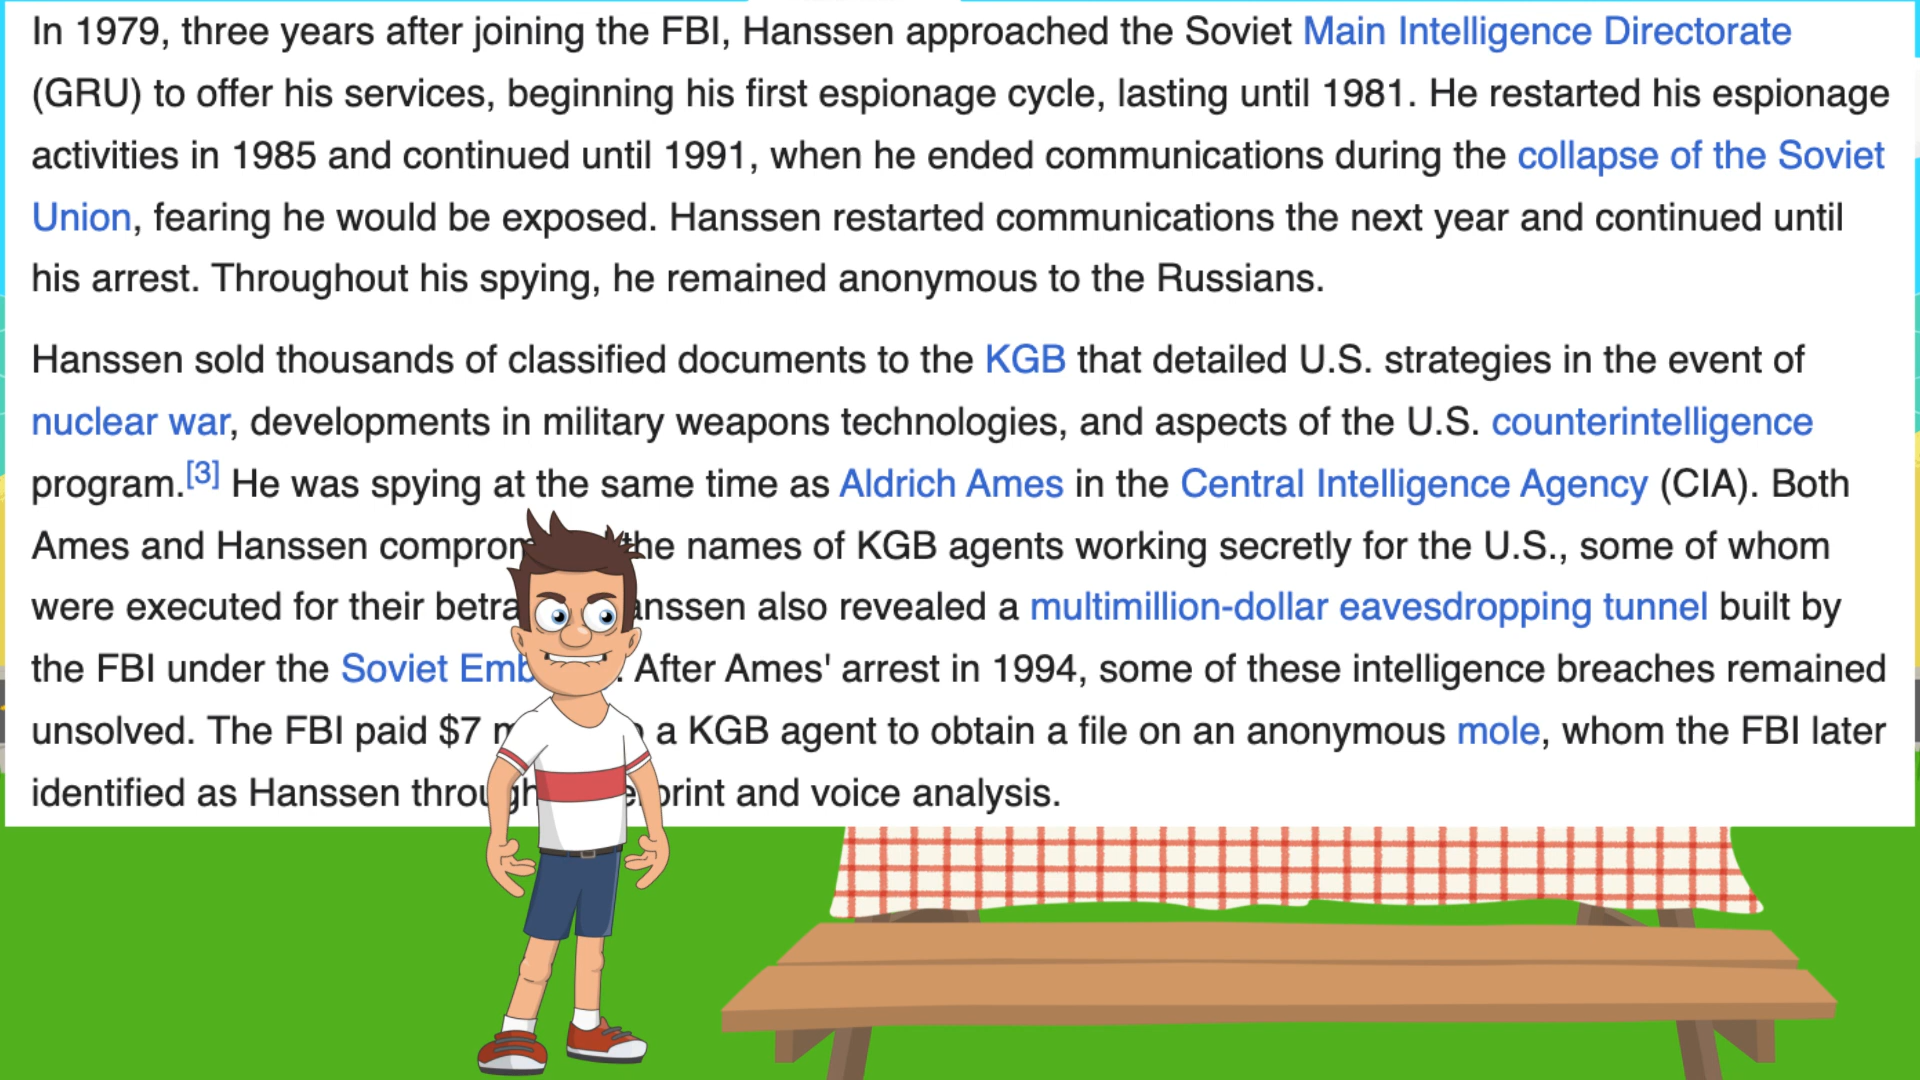 In 1979, three years after joining the FBI, Hanssen approached the Soviet Main Intelligence Directorate
(GRU) to offer his services, beginning his first espionage cycle, lasting until 1981. He restarted his espionage
activities in 1985 and continued until 1991, when he ended communications during the collapse of the Soviet
Union, fearing he would be exposed. Hanssen restarted communications the next year and continued until
his arrest. Throughout his spying, he remained anonymous to the Russians.
Hanssen sold thousands of classified documents to the KGB that detailed U.S. strategies in the event of
nuclear war, developments in military weapons technologies, and aspects of the U.S. counterintelligence
program.[3] He was spying at the same time as Aldrich Ames in the Central Intelligence Agency (CIA). Both
Ames and Hanssen the names of KGB agents working secretly for the U.S., some of whom
were executed for their also revealed a multimillion-dollar eavesdropping tunnel built by
the FBI under the Soviet After Ames' arrest in 1994, some of these intelligence breaches remained
unsolved. The FBI paid $7 a KGB agent to obtain a file on an anonymous mole, whom the FBI later
identified as Hanssen through and voice analysis.